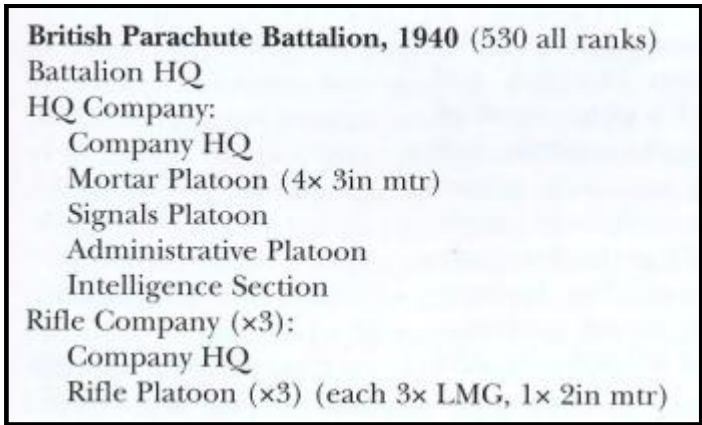 British Parachute Battalion, 1940 (530 all ranks)
Battalion HQ
HQ Company:
Company HQ
Mortar Platoon (4× 3in mtr)
Signals Platoon
Administrative Platoon
Intelligence Section
Rifle Company (×3):
Company HQ
Rifle Platoon (×3) (each 3× LMG, 1× 2in mtr)